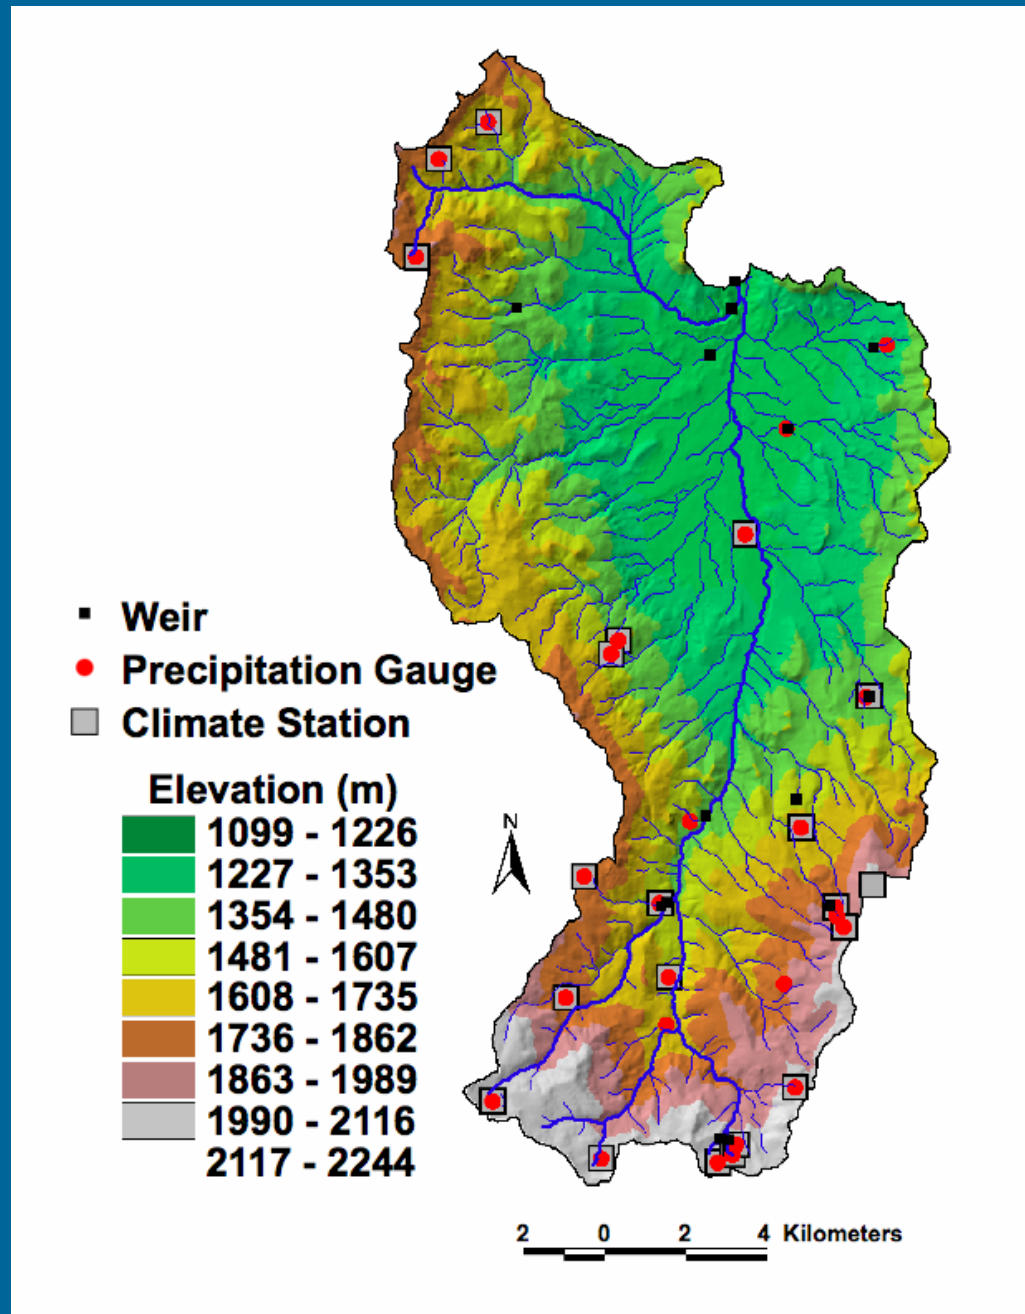 Weir
Precipitation Gauge
Climate Station
Elevation (m)
1099 - 1226
1227 - 1353
1354 - 1480
1481 - 1607
1608 - 1735
1736 - 1862
1863 - 1989
1990 - 2116
2117 - 2244
N
2 0 2 4 Kilometers